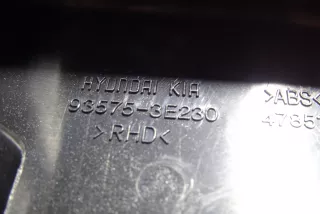 HYUNDAI KIA
93575-3E230
>RHD<
>ABS<
4785